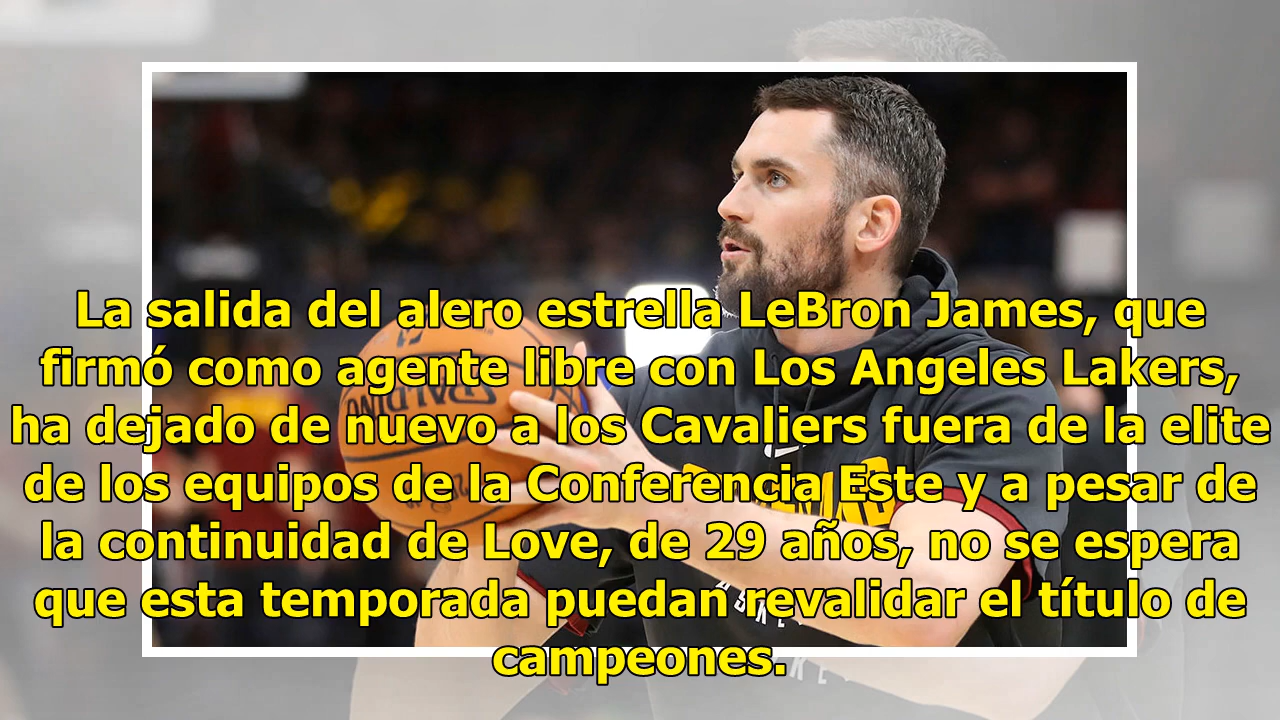 La salida del alero estrella LeBron James, que
firmó como agente libre con Los Angeles Lakers,
ha dejado de nuevo a los Cavaliers fuera de la elite
de los equipos de la Conferencia Este y a pesar de
la continuidad de Love, de 29 años, no se espera
que esta temporada puedan revalidar el título de
campeones.